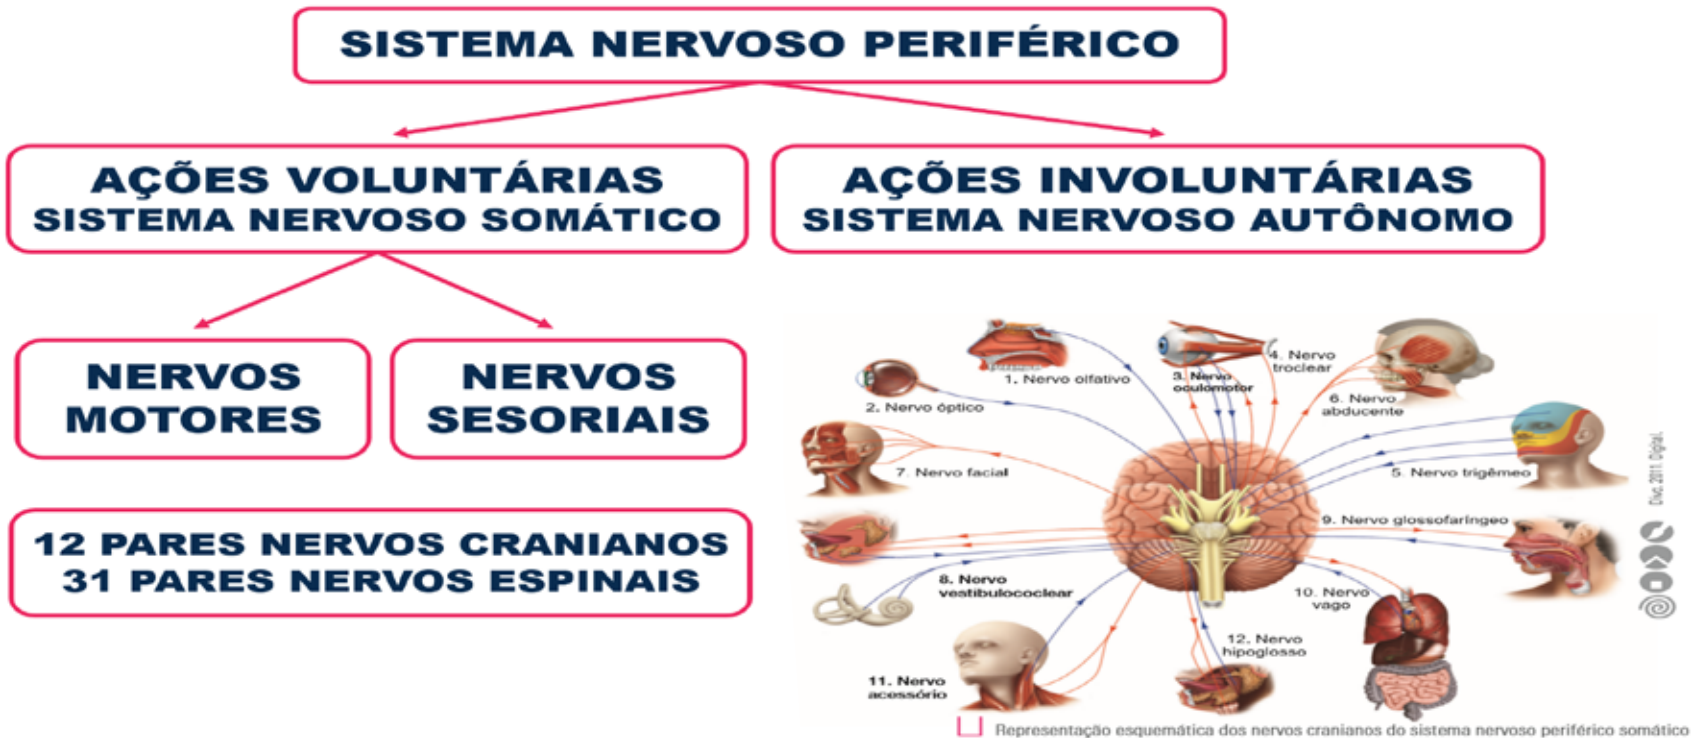 SISTEMA NERVOSO PERIFÉRICO
AÇÕES VOLUNTÁRIAS
SISTEMA NERVOSO SOMÁTICO
AÇÕES INVOLUNTÁRIAS
SISTEMA NERVOSO AUTÔNOMO
NERVOS
MOTORES
NERVOS
SESORIAIS
12 PARES NERVOS CRANIANOS
31 PARES NERVOS ESPINAIS
1. Nervo olfativo
2. Nervo óptico
3. Nervo
oculomotor
4. Nervo
troclear
6. Nervo
abducente
5. Nervo trigêmeo
7. Nervo facial
9. Nervo glossofaríngeo
8. Nervo
vestibulococlear
10. Nervo
vago
12. Nervo
hipoglosso
11. Nervo
acessório
2011. Digital.
Representação esquemática dos nervos cranianos do sistema nervoso periférico somático